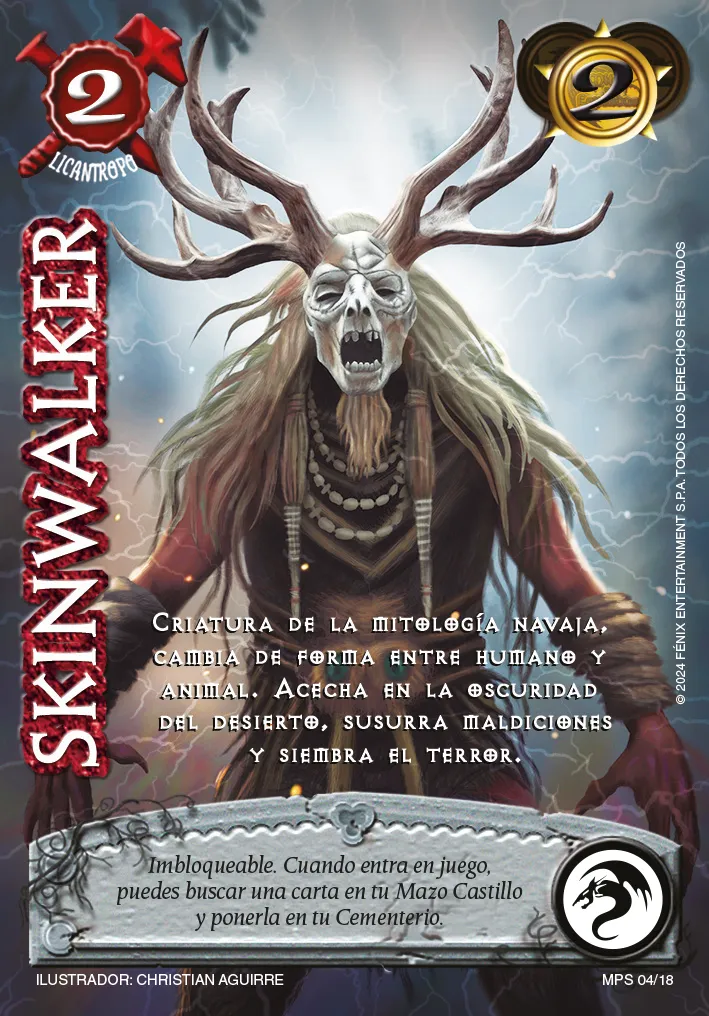 2
LICANTROPO
2
SKINWALKER
Criatura de la mitología navaja,
cambia de forma entre humano y
animal. Acecha en la oscuridad
del desierto, susurra maldiciones
y siembra el terror.
© 2024 FÉNIX ENTERTAINMENT S.P.A. TODOS LOS DERECHOS RESERVADOS
Imbloqueable. Cuando entra en juego,
puedes buscar una carta en tu Mazo Castillo
y ponerla en tu Cementerio.
ILUSTRADOR: CHRISTIAN AGUIRRE
MPS 04/18